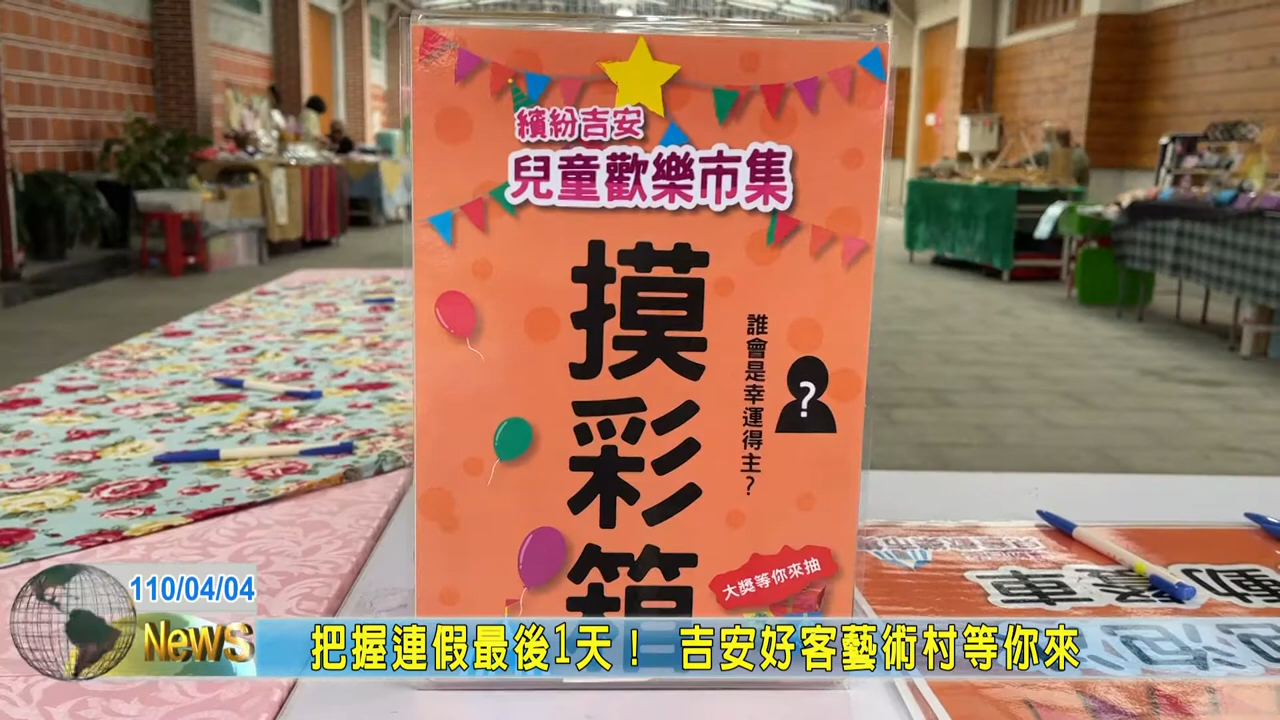 繽紛吉安
兒童歡樂市集
摸彩箱
誰會是幸運得主?
?
大獎等你來抽
110/04/04
News
把握連假最後1天! 吉安好客藝術村等你來